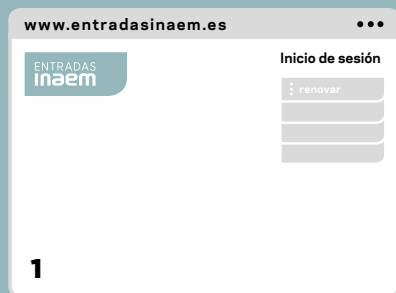 www.entradasinaem.es
ENTRADAS
inaem
Inicio de sesión
renovar
1